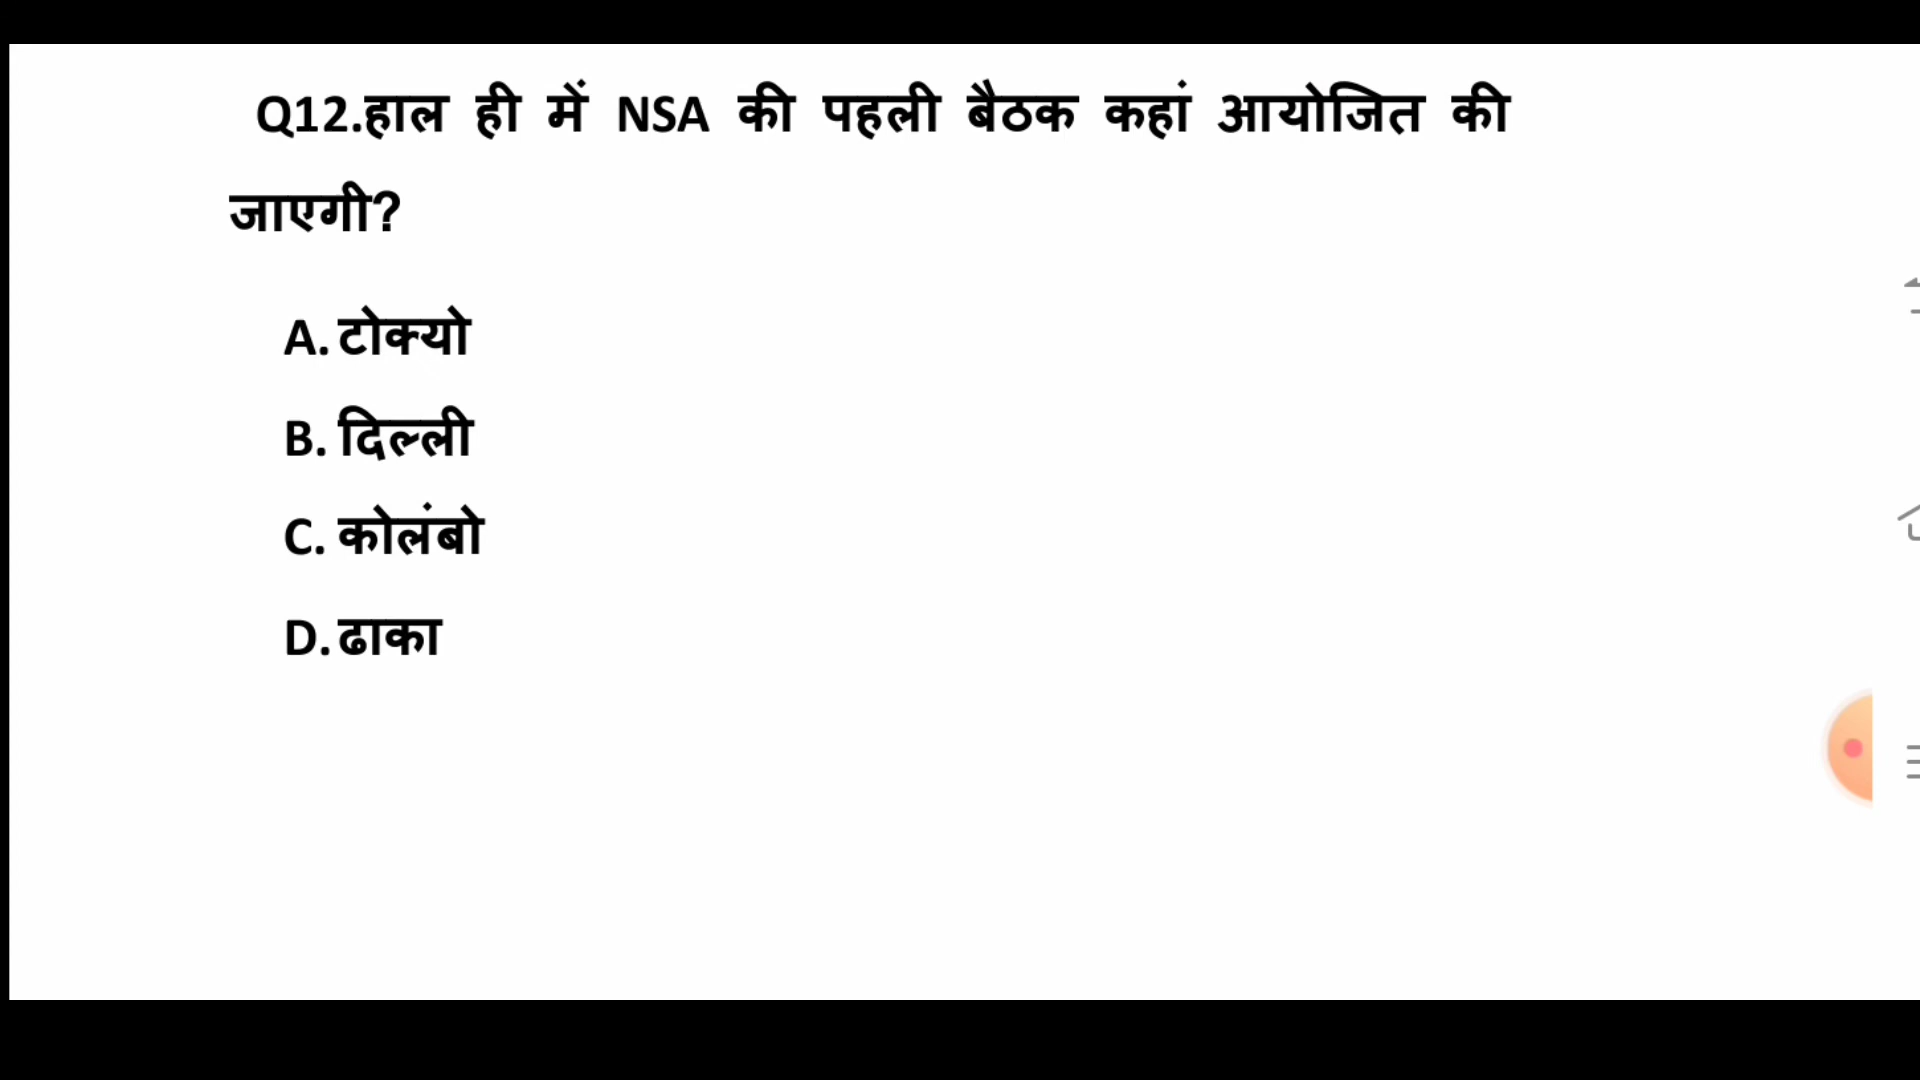 Q12.हाल ही में NSA की पहली बैठक कहां आयोजित की
जाएगी?
A. टोक्यो
B. दिल्ली
C. कोलंबो
D. ढाका